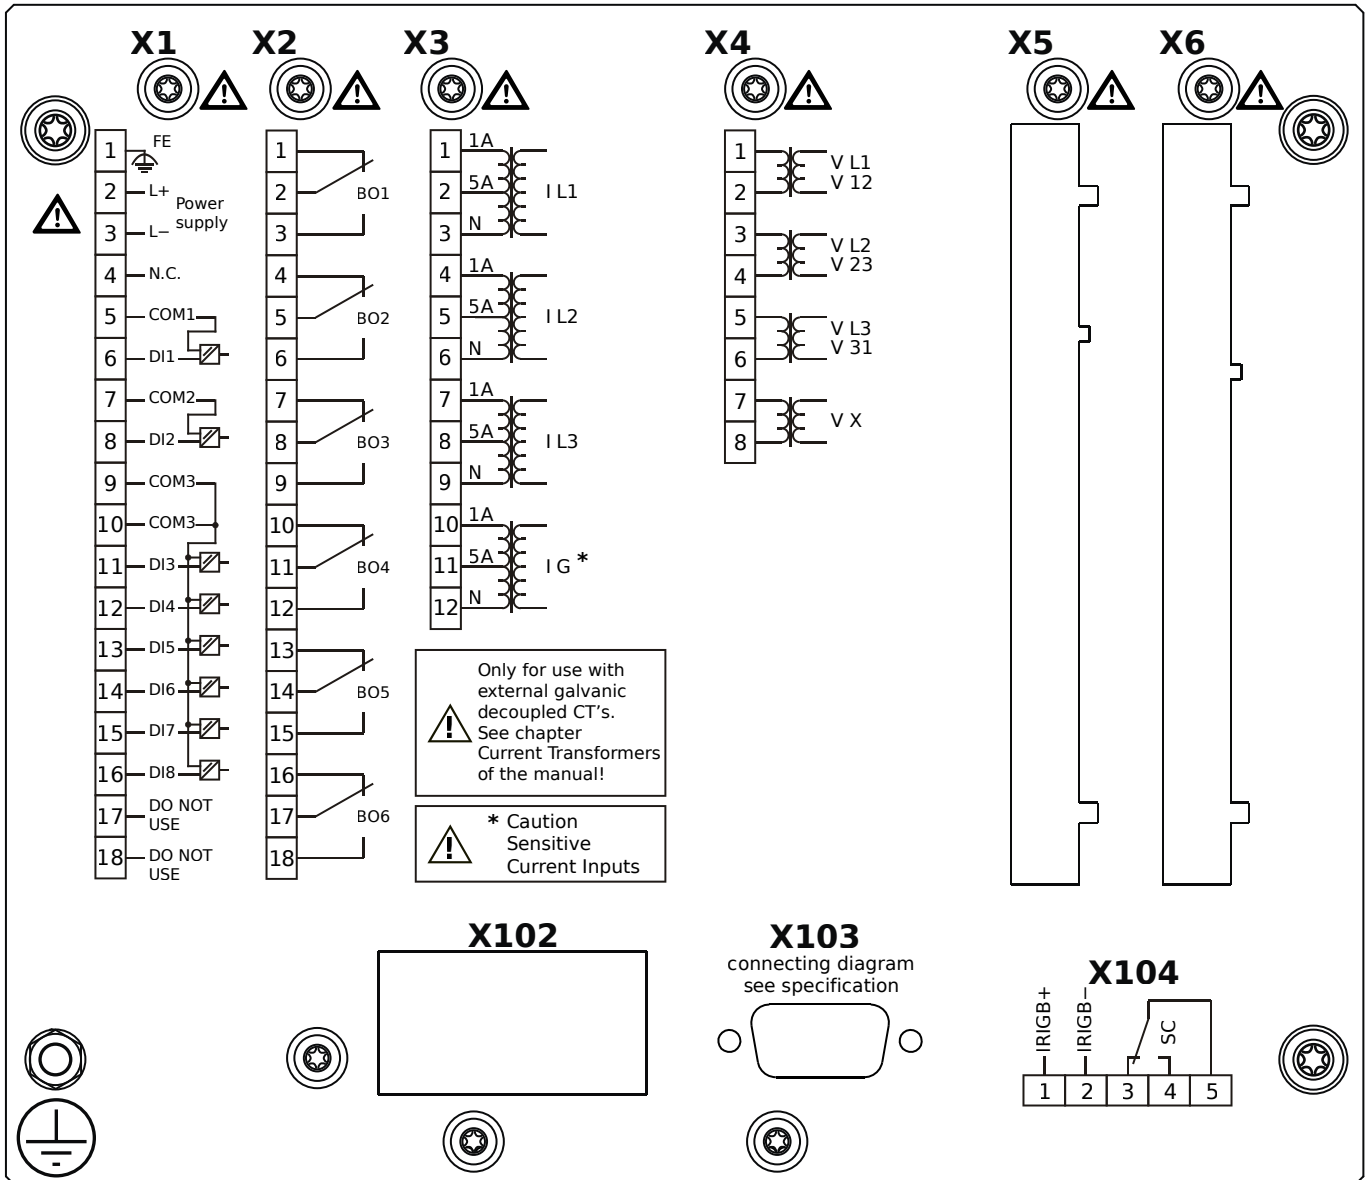 X1
X2
X3
X4
X5
X6
1
FE
2
L+
Power
supply
3
L−
4
N.C.
5
COM1
6
DI1
7
COM2
8
DI2
9
COM3
10
COM3
11
DI3
12
DI4
13
DI5
14
DI6
15
DI7
16
DI8
17
DO NOT
USE
18
DO NOT
USE
1
2
BO1
3
4
5
BO2
6
7
8
BO3
9
10
11
BO4
12
13
14
BO5
15
16
17
BO6
18
1
1A
2
5A
I L1
3
N
4
1A
5
5A
I L2
6
N
7
1A
8
5A
I L3
9
N
10
1A
11
5A
I G *
12
N
Only for use with
external galvanic
decoupled CT's.
See chapter
Current Transformers
of the manual!
* Caution
Sensitive
Current Inputs
1
V L1
2
V 12
3
V L2
4
V 23
5
V L3
6
V 31
7
V X
8
X102
X103
connecting diagram
see specification
X104
IRIGB+
IRIGB−
SC
1 2 3 4 5